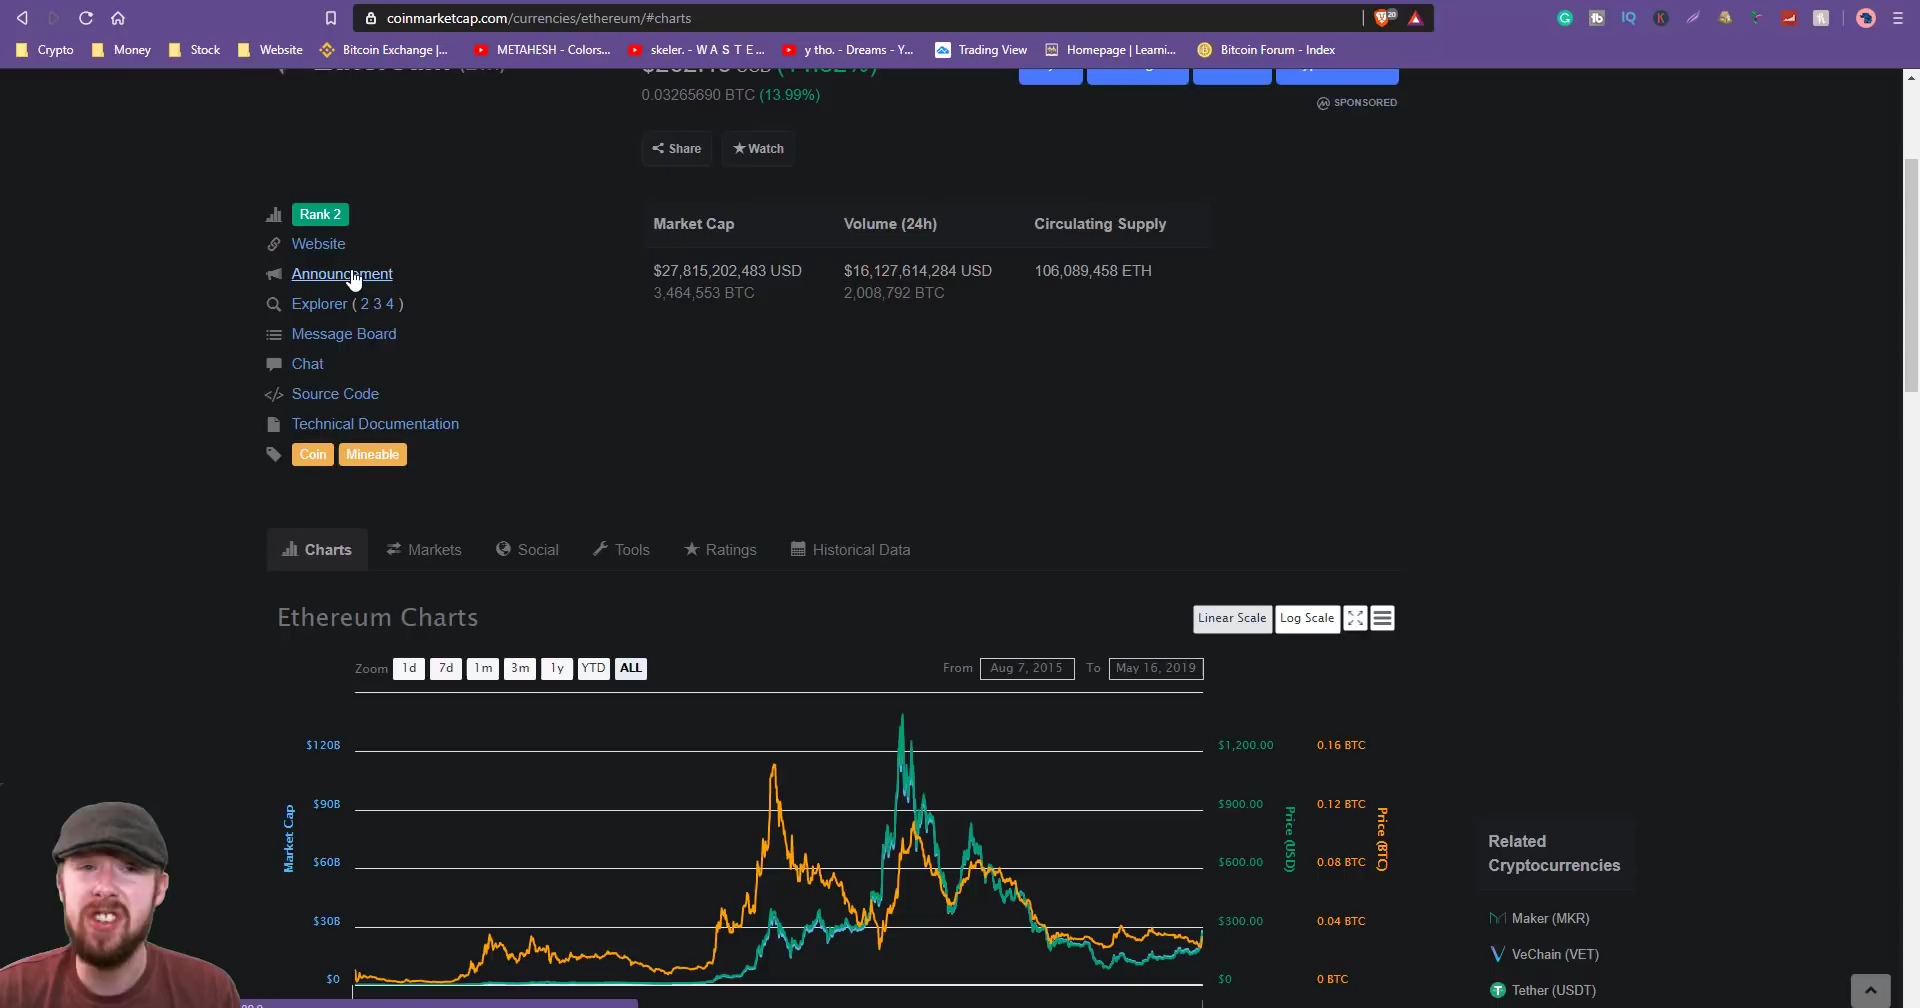 coinmarketcap.com/currencies/ethereum/#charts
20
Crypto
Money
Stock
Website
Bitcoin Exchange |...
METAHESH - Colors...
skeler. - W A S T E ...
y tho. - Dreams - Y...
Trading View
Homepage | Learni...
Bitcoin Forum - Index
0.03265690 BTC (13.99%)
SPONSORED
Share
Watch
Rank 2
Website
Announcement
Explorer ( 2 3 4 )
Message Board
Chat
Source Code
Technical Documentation
Coin
Mineable
Market Cap
Volume (24h)
Circulating Supply
$27,815,202,483 USD
$16,127,614,284 USD
106,089,458 ETH
3,464,553 BTC
2,008,792 BTC
Charts
Markets
Social
Tools
Ratings
Historical Data
Ethereum Charts
Linear Scale
Log Scale
Zoom
1d
7d
1m
3m
1y
YTD
ALL
From
Aug 7, 2015
To
May 16, 2019
$120B
$90B
$60B
$30B
$0
Market Cap
$1,200.00
$900.00
$600.00
$300.00
$0
Price (USD)
0.16 BTC
0.12 BTC
0.08 BTC
0.04 BTC
0 BTC
Price (BTC)
Related
Cryptocurrencies
Maker (MKR)
VeChain (VET)
Tether (USDT)